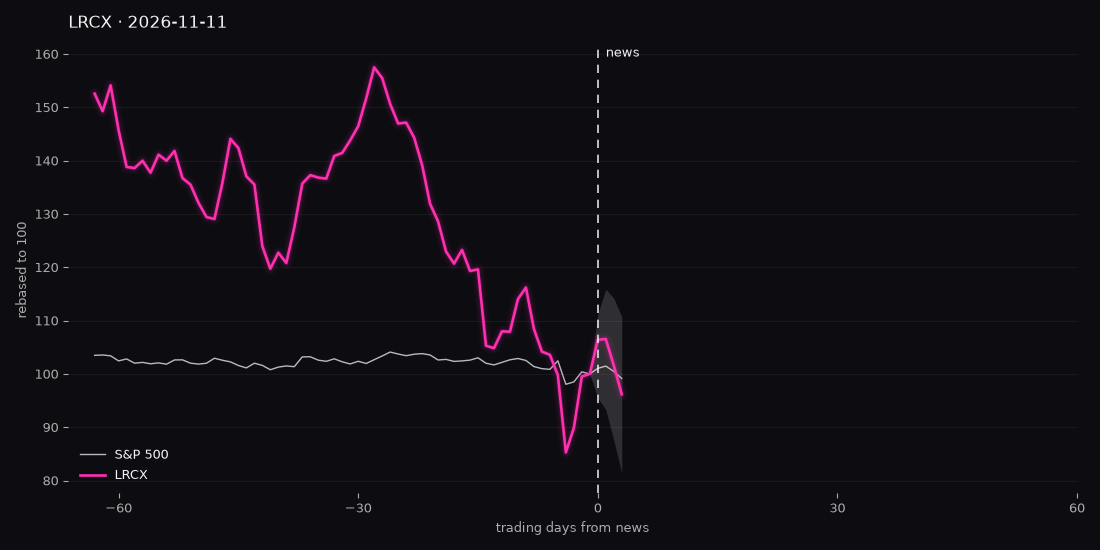 LRCX · 2026-11-11
news
rebased to 100
160
150
140
130
120
110
100
90
80
S&P 500
LRCX
−60
−30
0
30
60
trading days from news